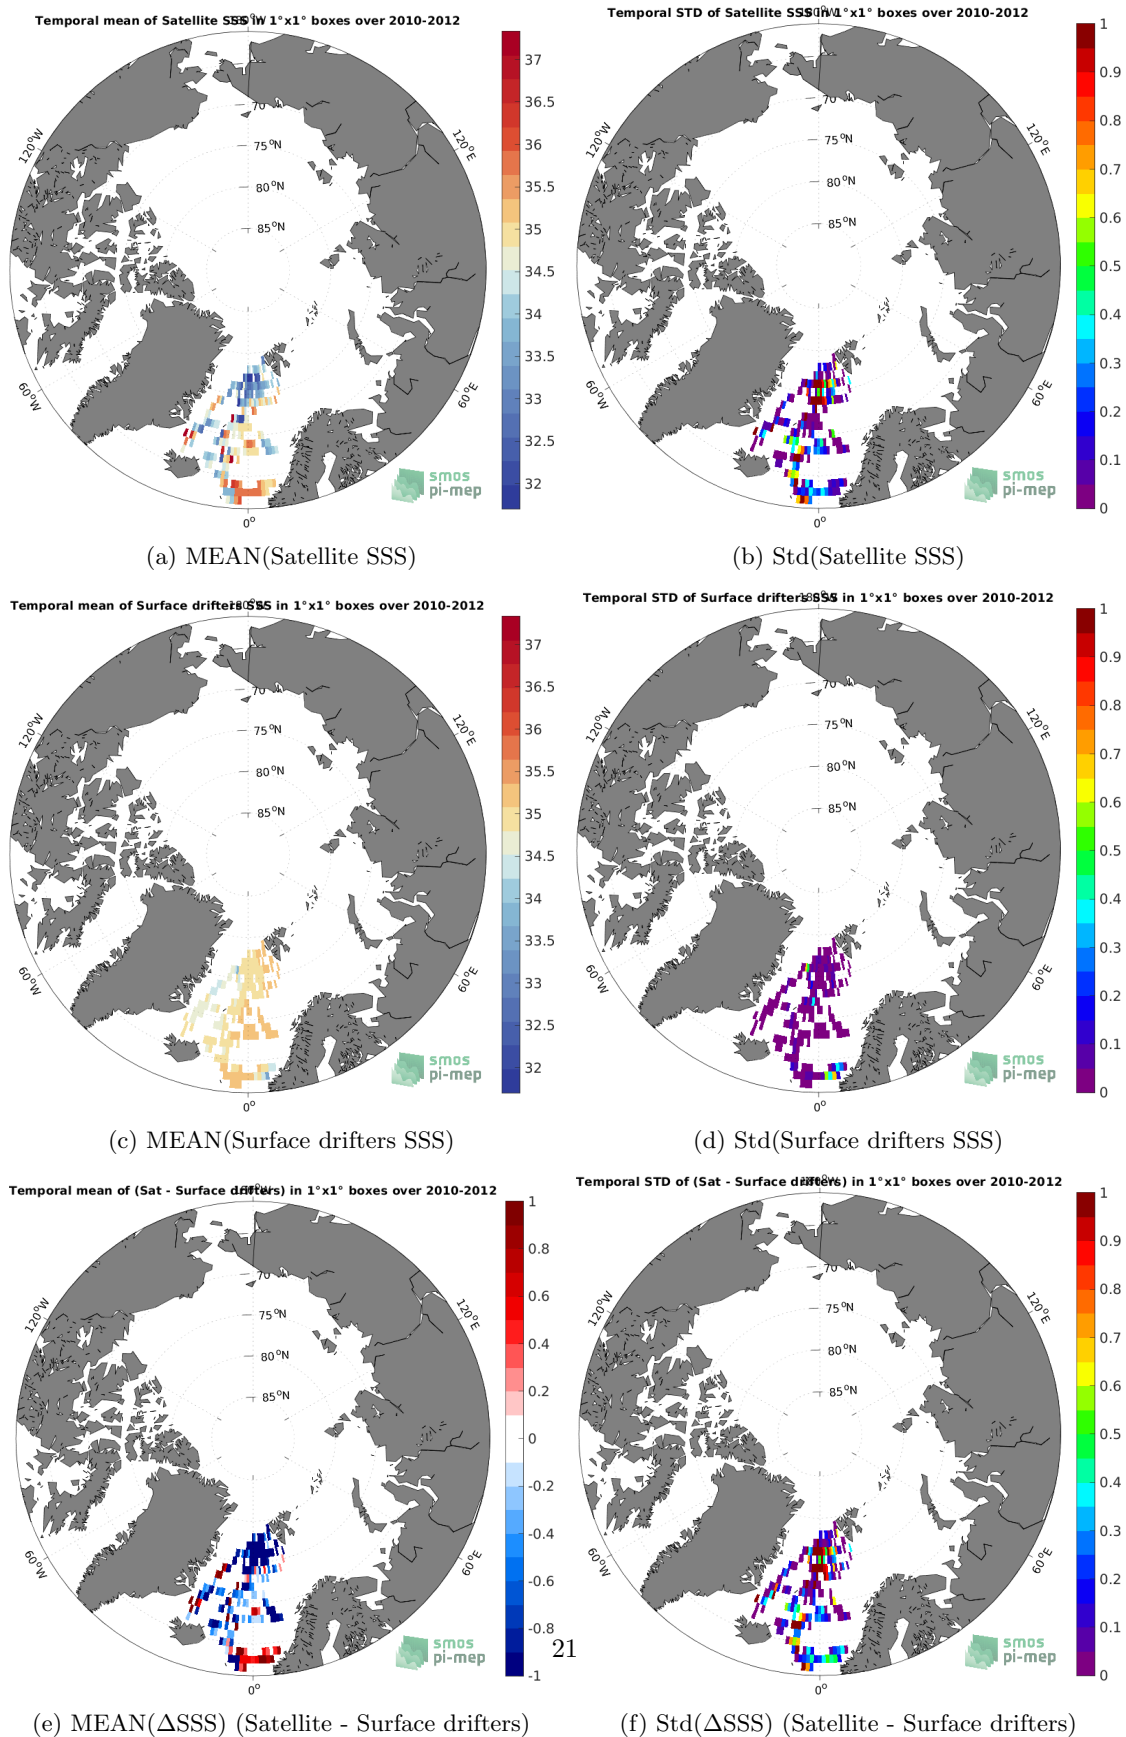 Temporal mean of Satellite SSS in 1°x1° boxes over 2010-2012
180°W
70
75°N
80°N
85°N
120°W
120°E
60°W
60°E
0°
37
36.5
36
35.5
35
34.5
34
33.5
33
32.5
32
smos
pi-mep
(a) MEAN(Satellite SSS)
Temporal STD of Satellite SSS in 1°x1° boxes over 2010-2012
180°W
70
75°N
80°N
85°N
120°W
120°E
60°W
60°E
0°
1
0.9
0.8
0.7
0.6
0.5
0.4
0.3
0.2
0.1
0
smos
pi-mep
(b) Std(Satellite SSS)
Temporal mean of Surface drifters SSS in 1°x1° boxes over 2010-2012
180°W
70
75°N
80°N
85°N
120°W
120°E
60°W
60°E
0°
37
36.5
36
35.5
35
34.5
34
33.5
33
32.5
32
smos
pi-mep
(c) MEAN(Surface drifters SSS)
Temporal STD of Surface drifters SSS in 1°x1° boxes over 2010-2012
180°W
70
75°N
80°N
85°N
120°W
120°E
60°W
60°E
0°
1
0.9
0.8
0.7
0.6
0.5
0.4
0.3
0.2
0.1
0
smos
pi-mep
(d) Std(Surface drifters SSS)
Temporal mean of (Sat - Surface drifters) in 1°x1° boxes over 2010-2012
180°W
70
75°N
80°N
85°N
120°W
120°E
60°W
60°E
0°
1
0.8
0.6
0.4
0.2
0
-0.2
-0.4
-0.6
-0.8
-1
smos
pi-mep
(e) MEAN(ΔSSS) (Satellite - Surface drifters)
Temporal STD of (Sat - Surface drifters) in 1°x1° boxes over 2010-2012
180°W
70
75°N
80°N
85°N
120°W
120°E
60°W
60°E
0°
1
0.9
0.8
0.7
0.6
0.5
0.4
0.3
0.2
0.1
0
smos
pi-mep
(f) Std(ΔSSS) (Satellite - Surface drifters)
21